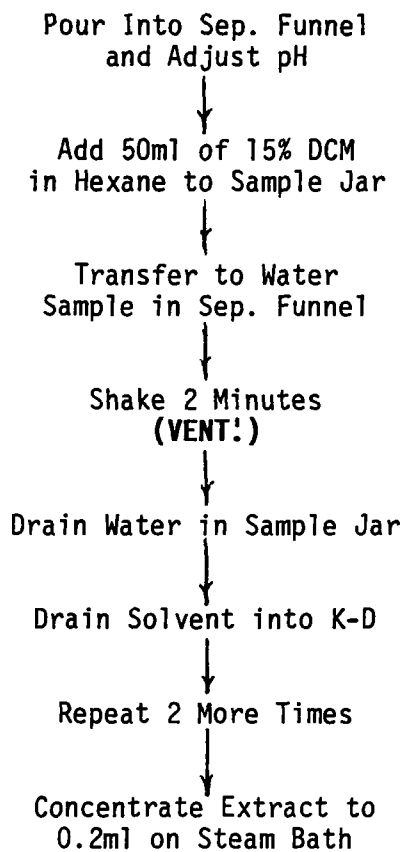 Pour Into Sep. Funnel
and Adjust pH
Add 50ml of 15% DCM
in Hexane to Sample Jar
Transfer to Water
Sample in Sep. Funnel
Shake 2 Minutes
(VENT!)
Drain Water in Sample Jar
Drain Solvent into K-D
Repeat 2 More Times
Concentrate Extract to
0.2ml on Steam Bath